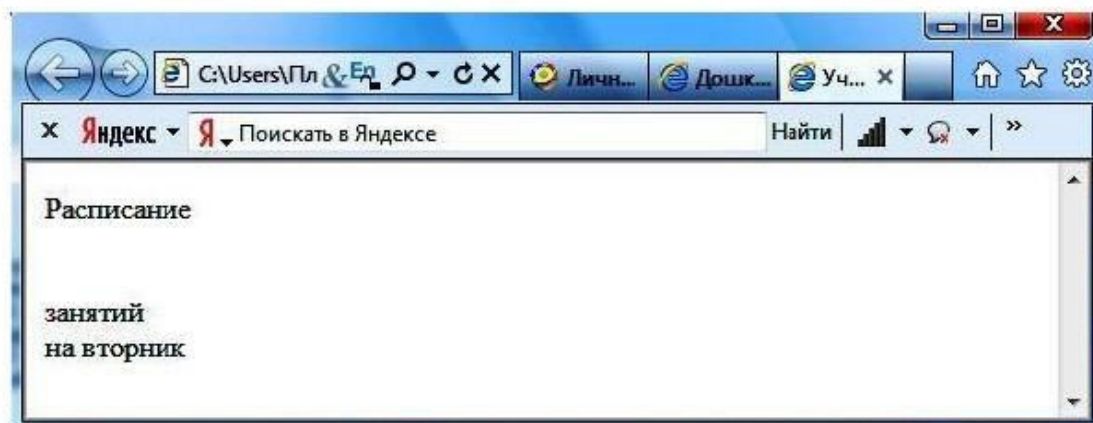 C:\Users\Пл
Личн...
Дошк...
Уч...
Яндекс
Я Поискать в Яндексе
Найти
Расписание
занятий
на вторник